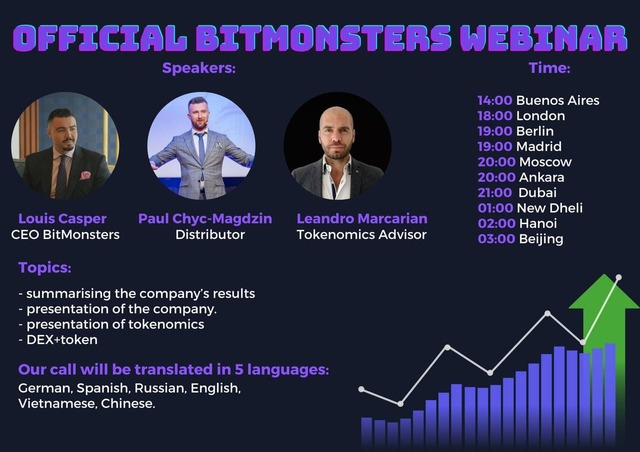 OFFICIAL BITMONSTERS WEBINAR
Speakers:
Time:
14:00 Buenos Aires
18:00 London
19:00 Berlin
19:00 Madrid
20:00 Moscow
20:00 Ankara
21:00 Dubai
01:00 New Dheli
02:00 Hanoi
03:00 Beijing
Louis Casper
CEO BitMonsters
Paul Chyc-Magdzin
Distributor
Leandro Marcarian
Tokenomics Advisor
Topics:
- summarising the company's results
- presentation of the company.
- presentation of tokenomics
- DEX+token
Our call will be translated in 5 languages:
German, Spanish, Russian, English,
Vietnamese, Chinese.